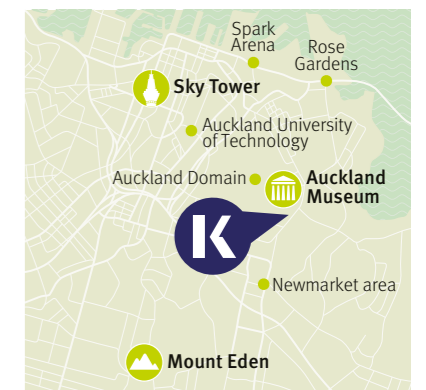 Spark
Arena
Rose
Gardens
Sky Tower
Auckland University
of Technology
Auckland Domain
Auckland
Museum
K
Newmarket area
Mount Eden